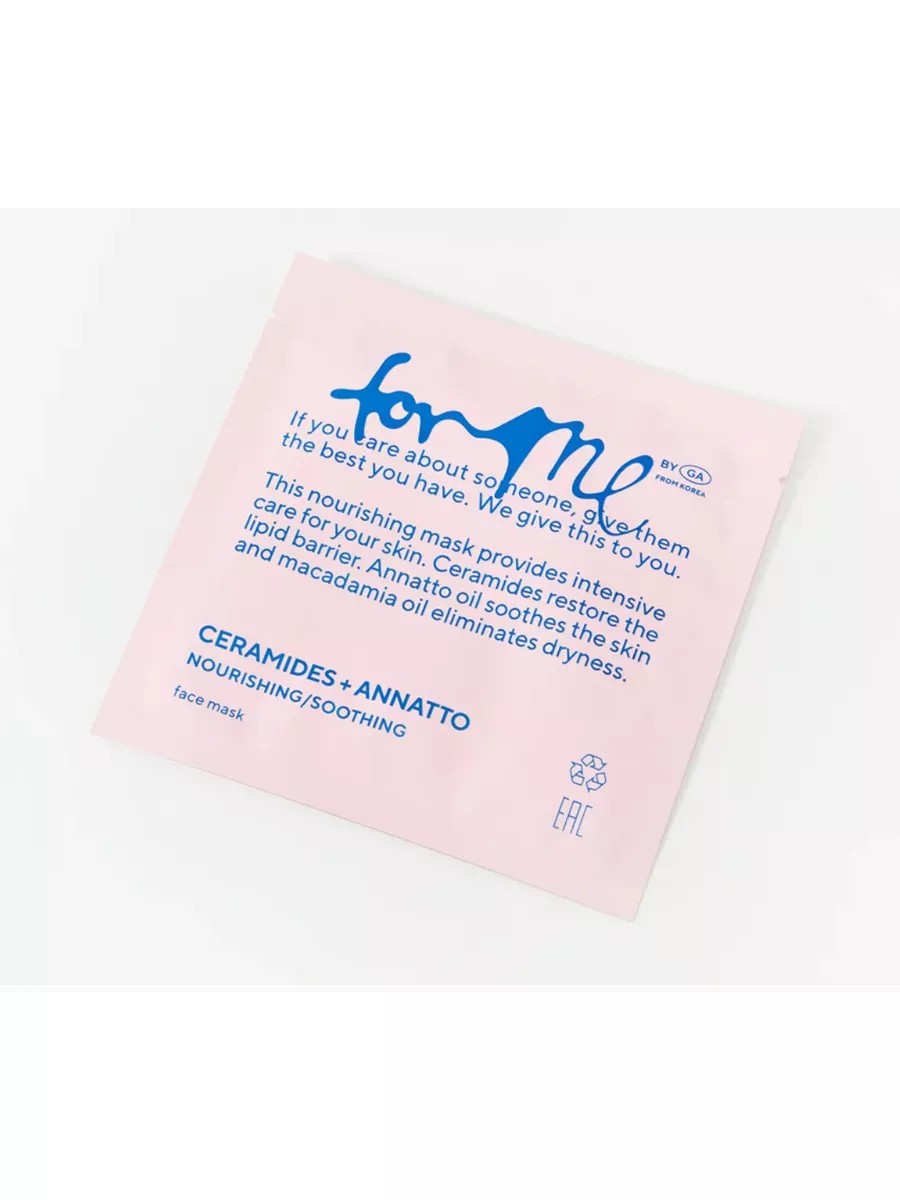 for me
BY GA
FROM KOREA
If you care about someone, give them
the best you have. We give this to you.
This nourishing mask provides intensive
care for your skin. Ceramides restore the
lipid barrier. Annatto oil soothes the skin
and macadamia oil eliminates dryness.
CERAMIDES + ANNATTO
NOURISHING/SOOTHING
face mask
EAC